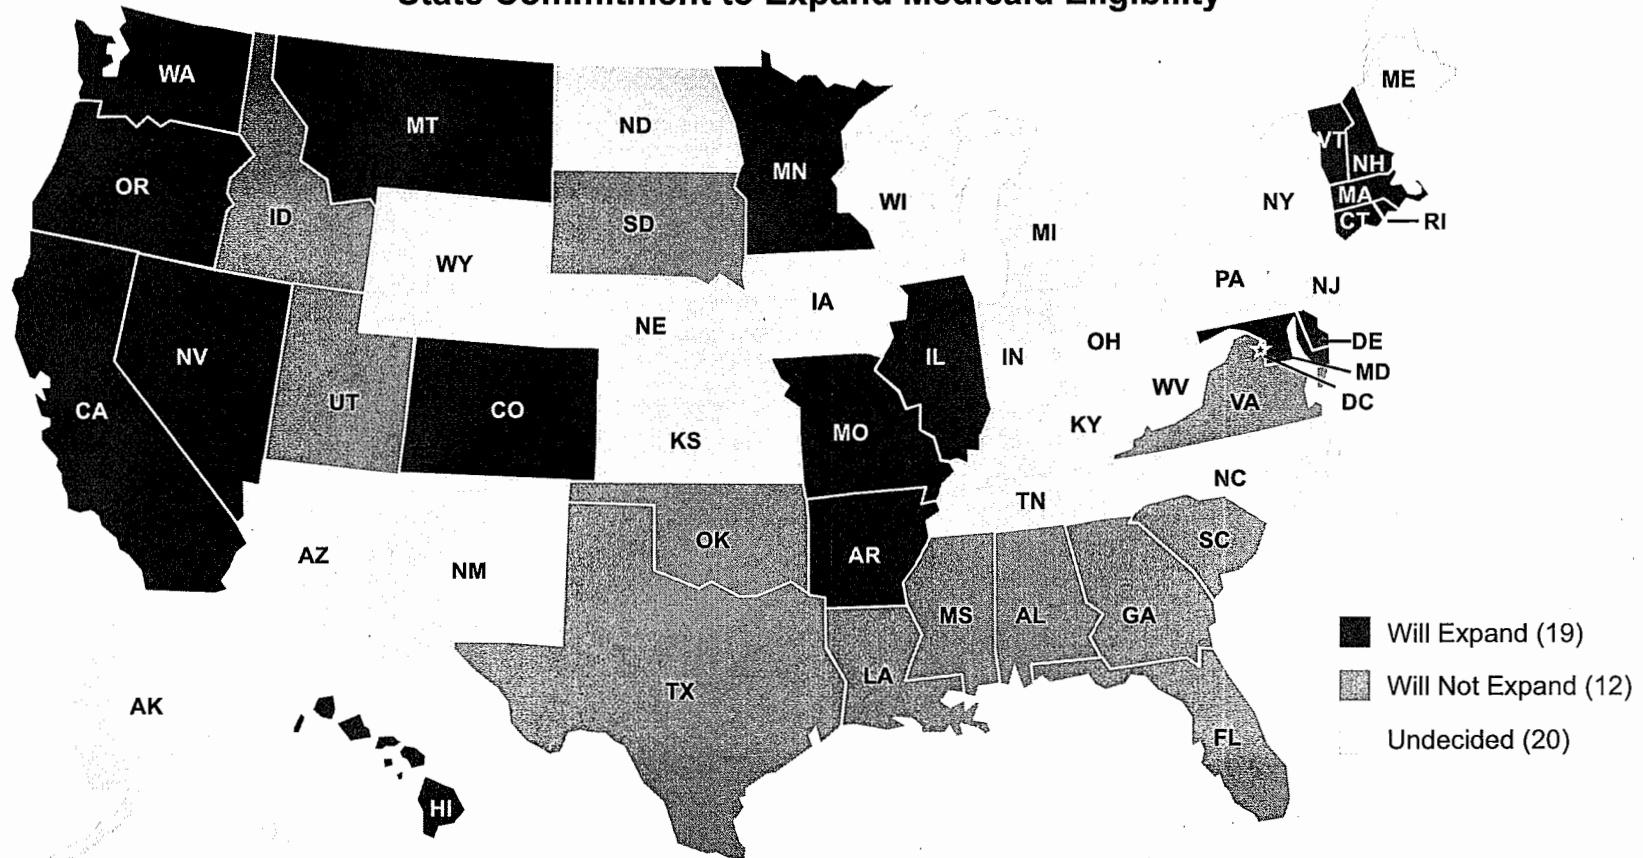 State Commitment to Expand Medicaid Eligibility
WA
MT
ND
MN
ME
VT
NH
OR
ID
SD
WI
NY
MA
CT
RI
MI
WY
PA
NJ
IA
NE
NV
IL
IN
OH
DE
MD
WV
DC
CA
UT
CO
VA
KS
MO
KY
NC
TN
OK
SC
AZ
NM
AR
MS
AL
GA
Will Expand (19)
LA
TX
Will Not Expand (12)
AK
FL
Undecided (20)
HI